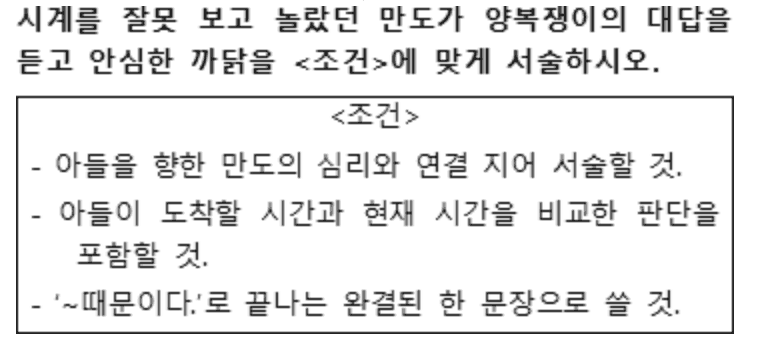 시계를 잘못 보고 놀랐던 만도가 양복쟁이의 대답을
듣고 안심한 까닭을 <조건>에 맞게 서술하시오.
<조건>
- 아들을 향한 만도의 심리와 연결 지어 서술할 것.
- 아들이 도착할 시간과 현재 시간을 비교한 판단을
포함할 것.
- '~때문이다.'로 끝나는 완결된 한 문장으로 쓸 것.